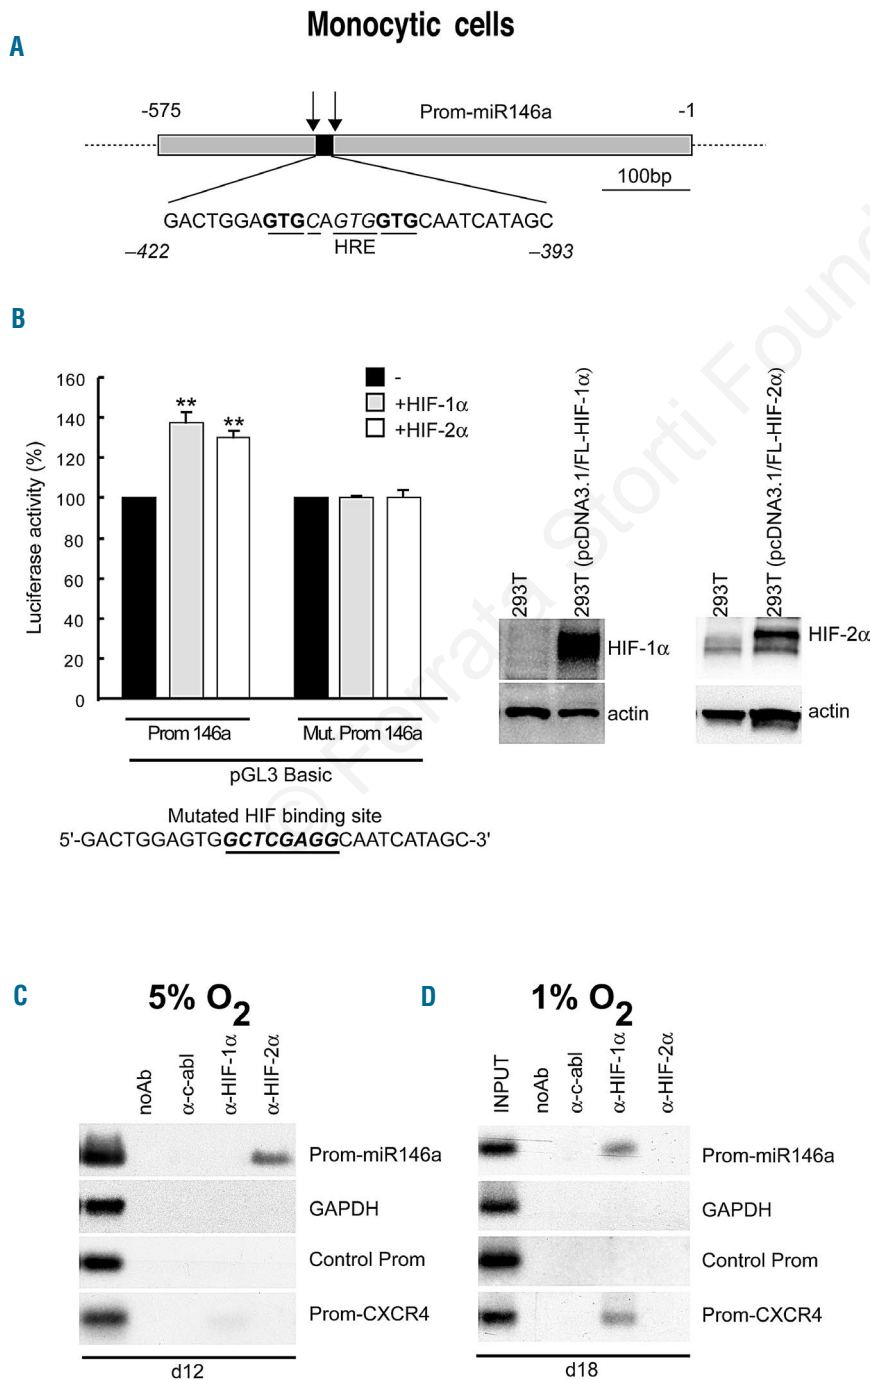 Monocytic cells
A
-575
Prom-miR146a
-1
100bp
GACTGGAGTGCAGTGGTGCAATCATAGC
HRE
–422
–393
B
160
140
120
100
80
60
40
20
0
Luciferase activity (%)
**
**
-
+HIF-1α
+HIF-2α
Prom 146a
Mut. Prom 146a
pGL3 Basic
Mutated HIF binding site
5'-GACTGGAGTGGCTCGAGGCAATCATAGC-3'
293T
293T (pcDNA3.1/FL-HIF-1α)
HIF-1α
actin
293T
293T (pcDNA3.1/FL-HIF-2α)
HIF-2α
actin
© Ferrata Storti Found
C
5% O2
noAb
α-c-abl
α-HIF-1α
α-HIF-2α
Prom-miR146a
GAPDH
Control Prom
Prom-CXCR4
d12
D
1% O2
INPUT
noAb
α-c-abl
α-HIF-1α
α-HIF-2α
Prom-miR146a
GAPDH
Control Prom
Prom-CXCR4
d18